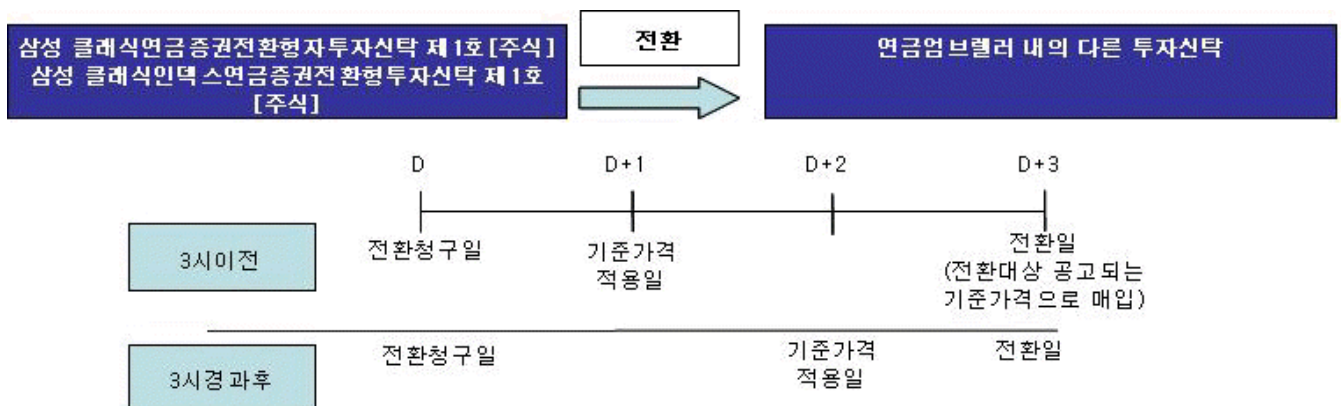 삼성 클래식연금증권전환형자투자신탁 제1호[주식]
삼성 클래식인덱스연금증권전환형투자신탁 제1호
[주식]
전환
연금엄브렐러 내의 다른 투자신탁
D
D+1
D+2
D+3
3시이전
전환청구일
기준가격
적용일
전환일
(전환대상 공고되는
기준가격으로 매입)
3시경과후
전환청구일
기준가격
적용일
전환일